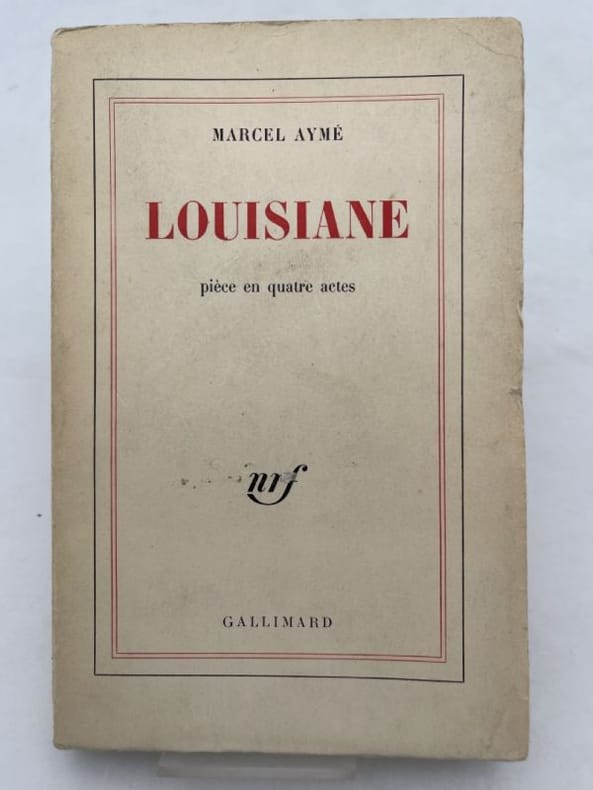 MARCEL AYMÉ
LOUISIANE
pièce en quatre actes
nrf
GALLIMARD